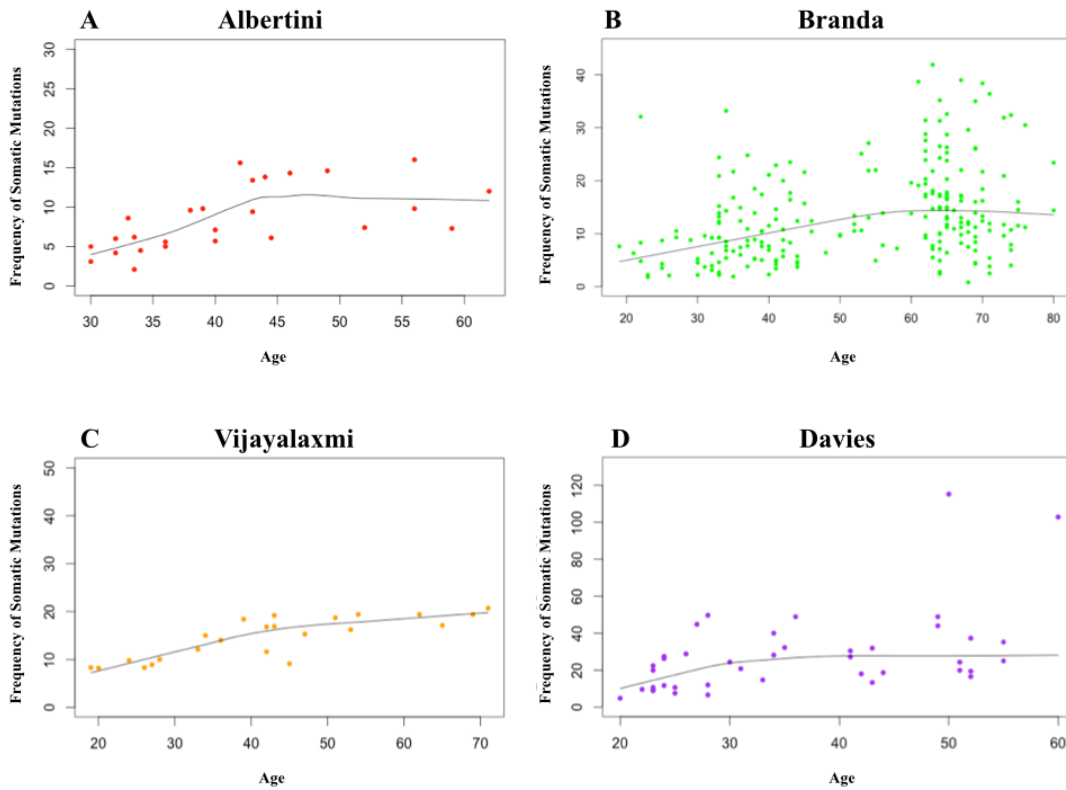 A Albertini
Frequency of Somatic Mutations
30
25
20
15
10
5
0
30 35 40 45 50 55 60
Age
B Branda
Frequency of Somatic Mutations
40
30
20
10
0
20 30 40 50 60 70 80
Age
C Vijayalaxmi
Frequency of Somatic Mutations
50
40
30
20
10
0
20 30 40 50 60 70
Age
D Davies
Frequency of Somatic Mutations
120
100
80
60
40
20
0
20 30 40 50 60
Age